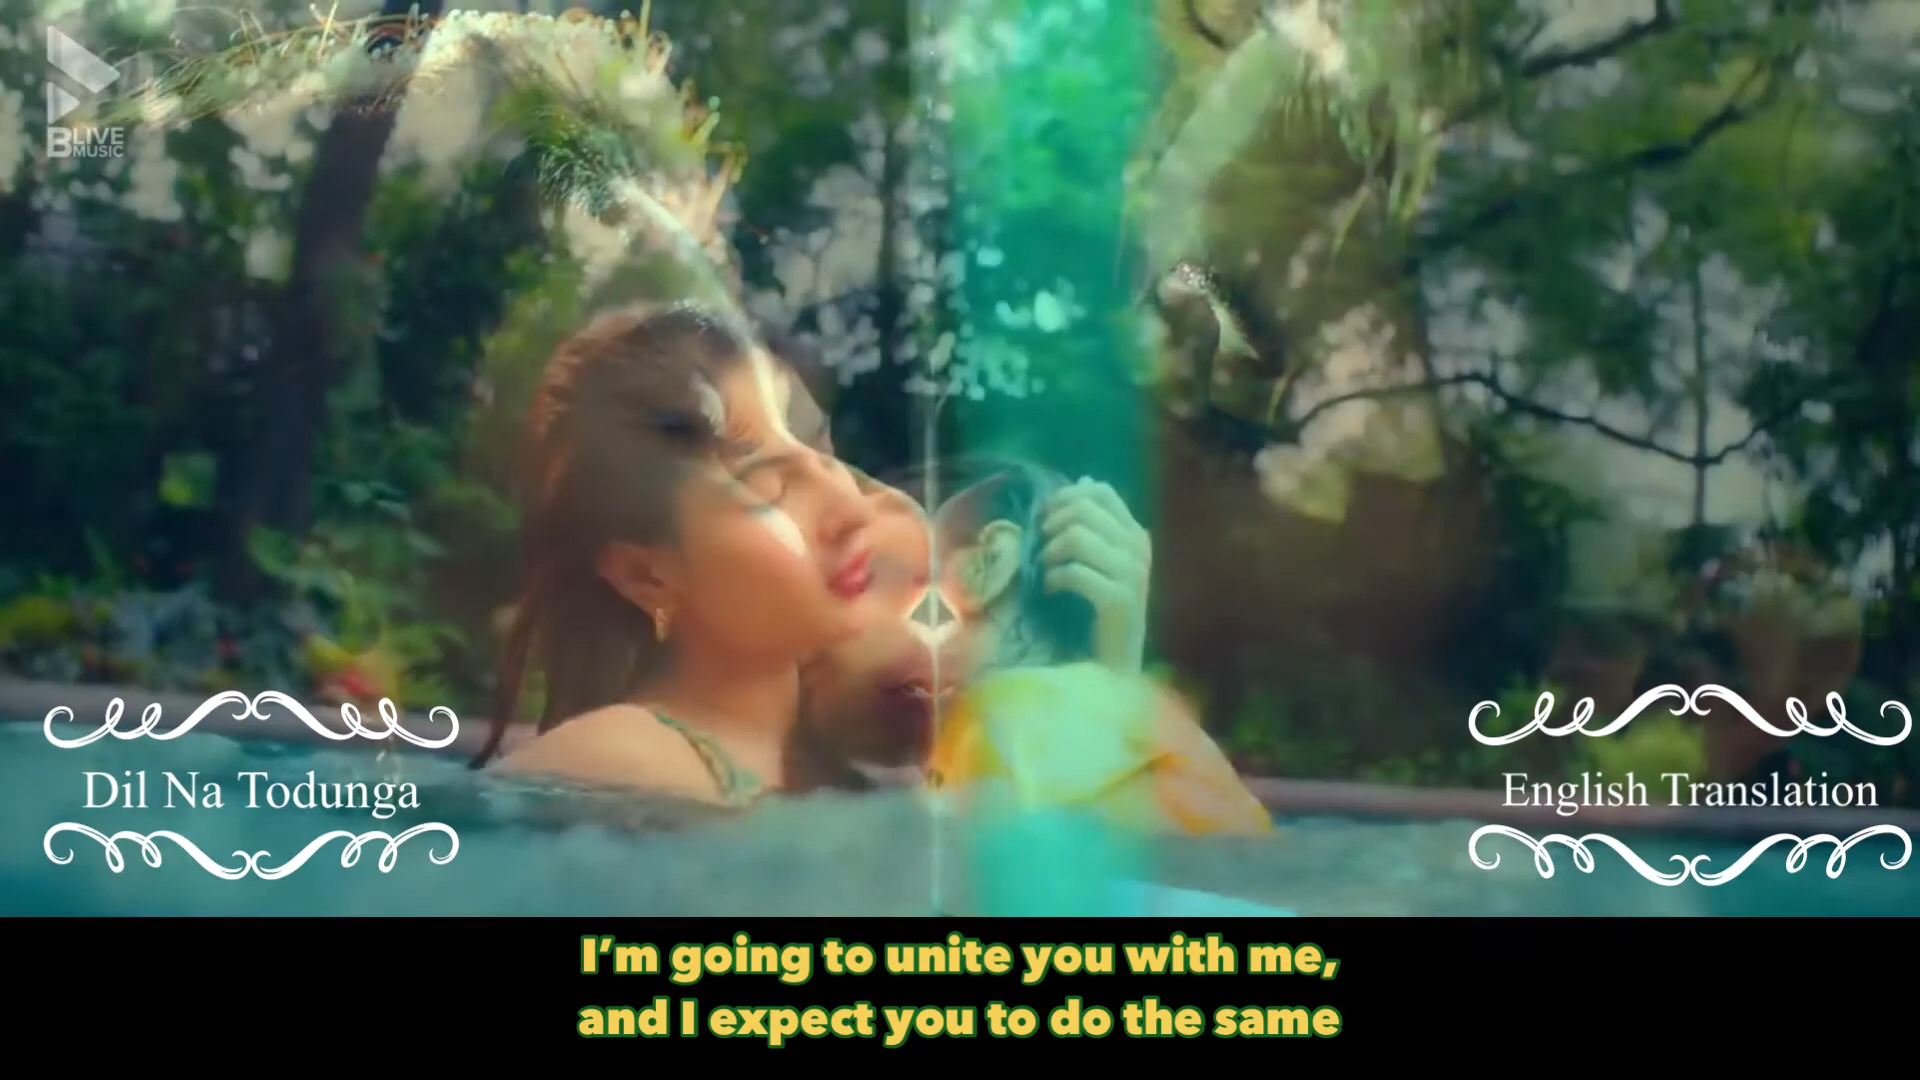 BLIVE
MUSIC
Dil Na Todunga
English Translation
I’m going to unite you with me,
and I expect you to do the same